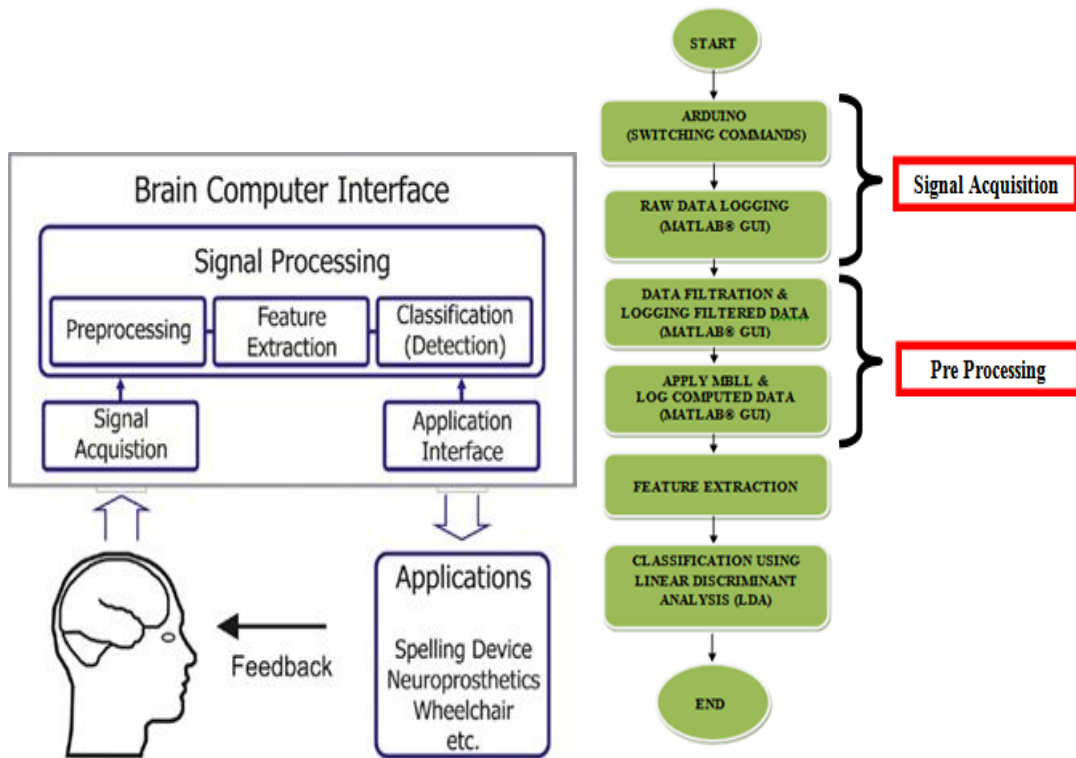 Brain Computer Interface
Signal Processing
Preprocessing
Feature
Extraction
Classification
(Detection)
Signal
Acquistion
Application
Interface
Feedback
Applications
Spelling Device
Neuroprosthetics
Wheelchair
etc.
START
ARDUINO
(SWITCHING COMMANDS)
RAW DATA LOGGING
(MATLAB® GUI)
Signal Acquisition
DATA FILTRATION &
LOGGING FILTERED DATA
(MATLAB® GUI)
APPLY MBLL &
LOG COMPUTED DATA
(MATLAB® GUI)
Pre Processing
FEATURE EXTRACTION
CLASSIFICATION USING
LINEAR DISCRIMINANT
ANALYSIS (LDA)
END